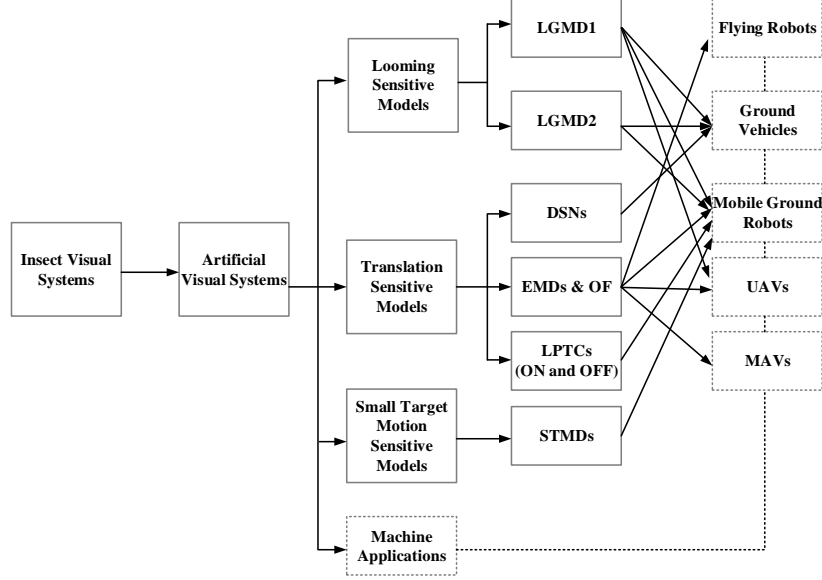 Insect Visual
Systems
Artificial
Visual Systems
Looming
Sensitive
Models
Translation
Sensitive
Models
Small Target
Motion
Sensitive
Models
Machine
Applications
LGMD1
LGMD2
DSNs
EMDs & OF
LPTCs
(ON and OFF)
STMDs
Flying Robots
Ground
Vehicles
Mobile Ground
Robots
UAVs
MAVs